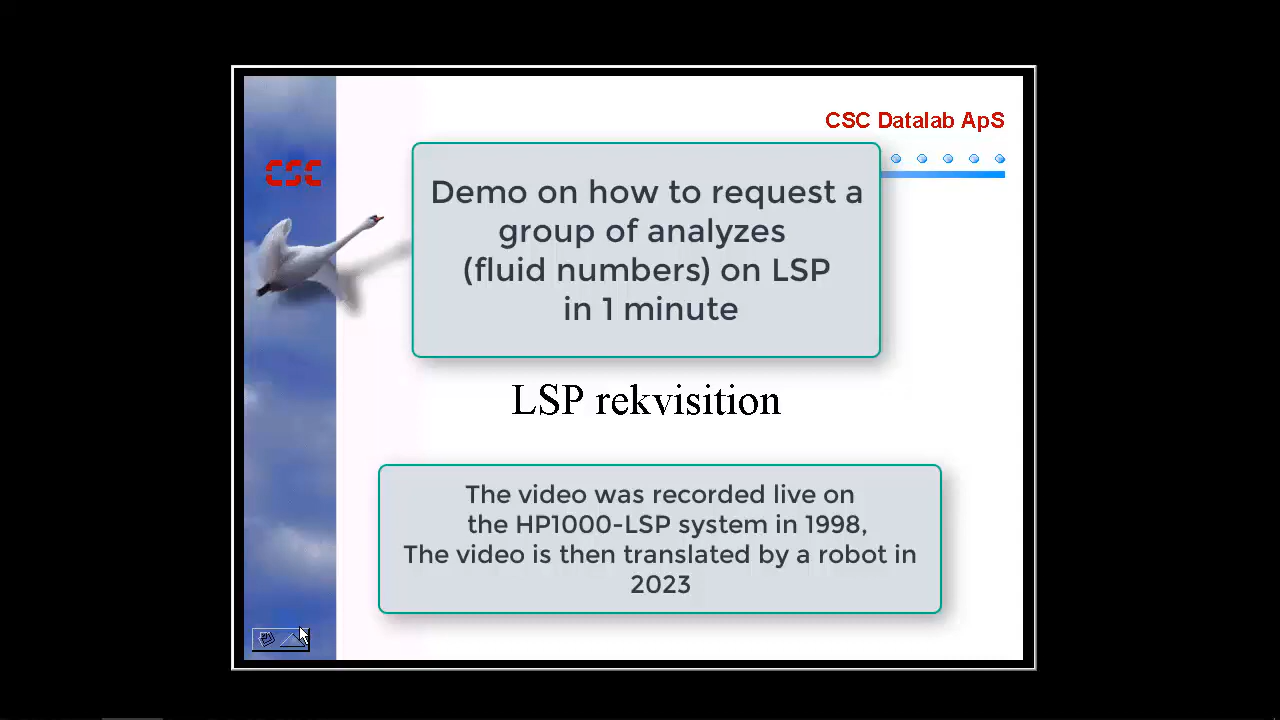 CSC Datalab ApS
CSC
Demo on how to request a
group of analyzes
(fluid numbers) on LSP
in 1 minute
LSP rekvisition
The video was recorded live on
the HP1000-LSP system in 1998,
The video is then translated by a robot in
2023